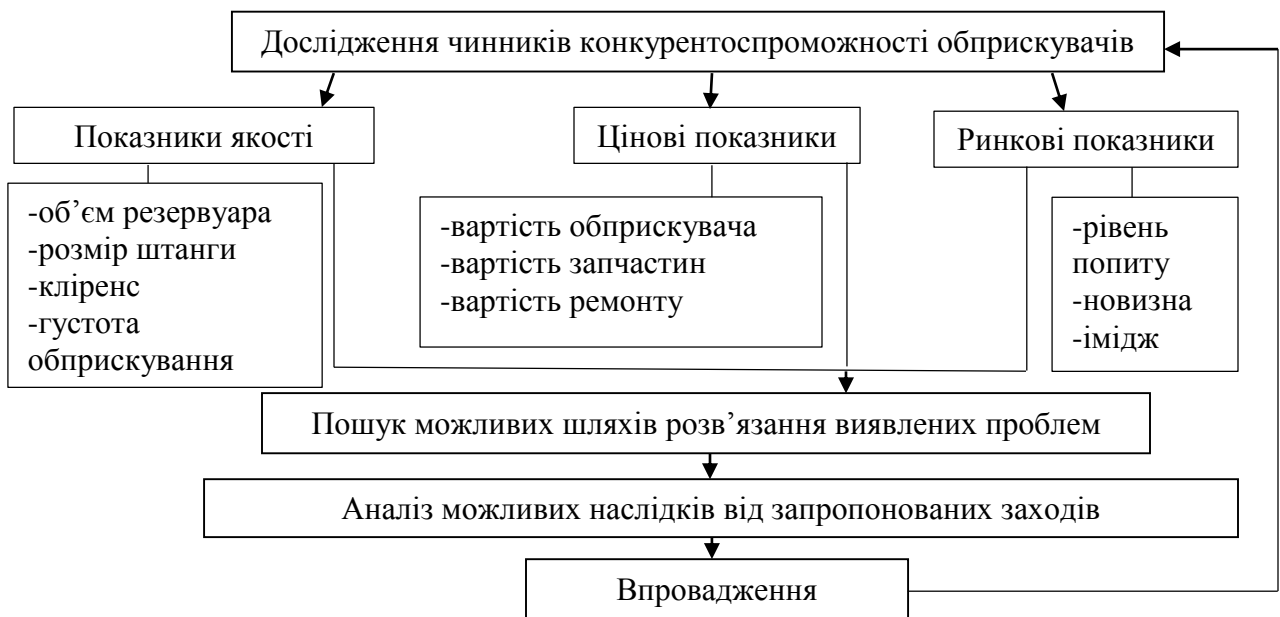 Дослідження чинників конкурентоспроможності обприскувачів
Показники якості
Цінові показники
Ринкові показники
-об’єм резервуара
-розмір штанги
-кліренс
-густота
обприскування
-вартість обприскувача
-вартість запчастин
-вартість ремонту
-рівень
попиту
-новизна
-імідж
Пошук можливих шляхів розв’язання виявлених проблем
Аналіз можливих наслідків від запропонованих заходів
Впровадження